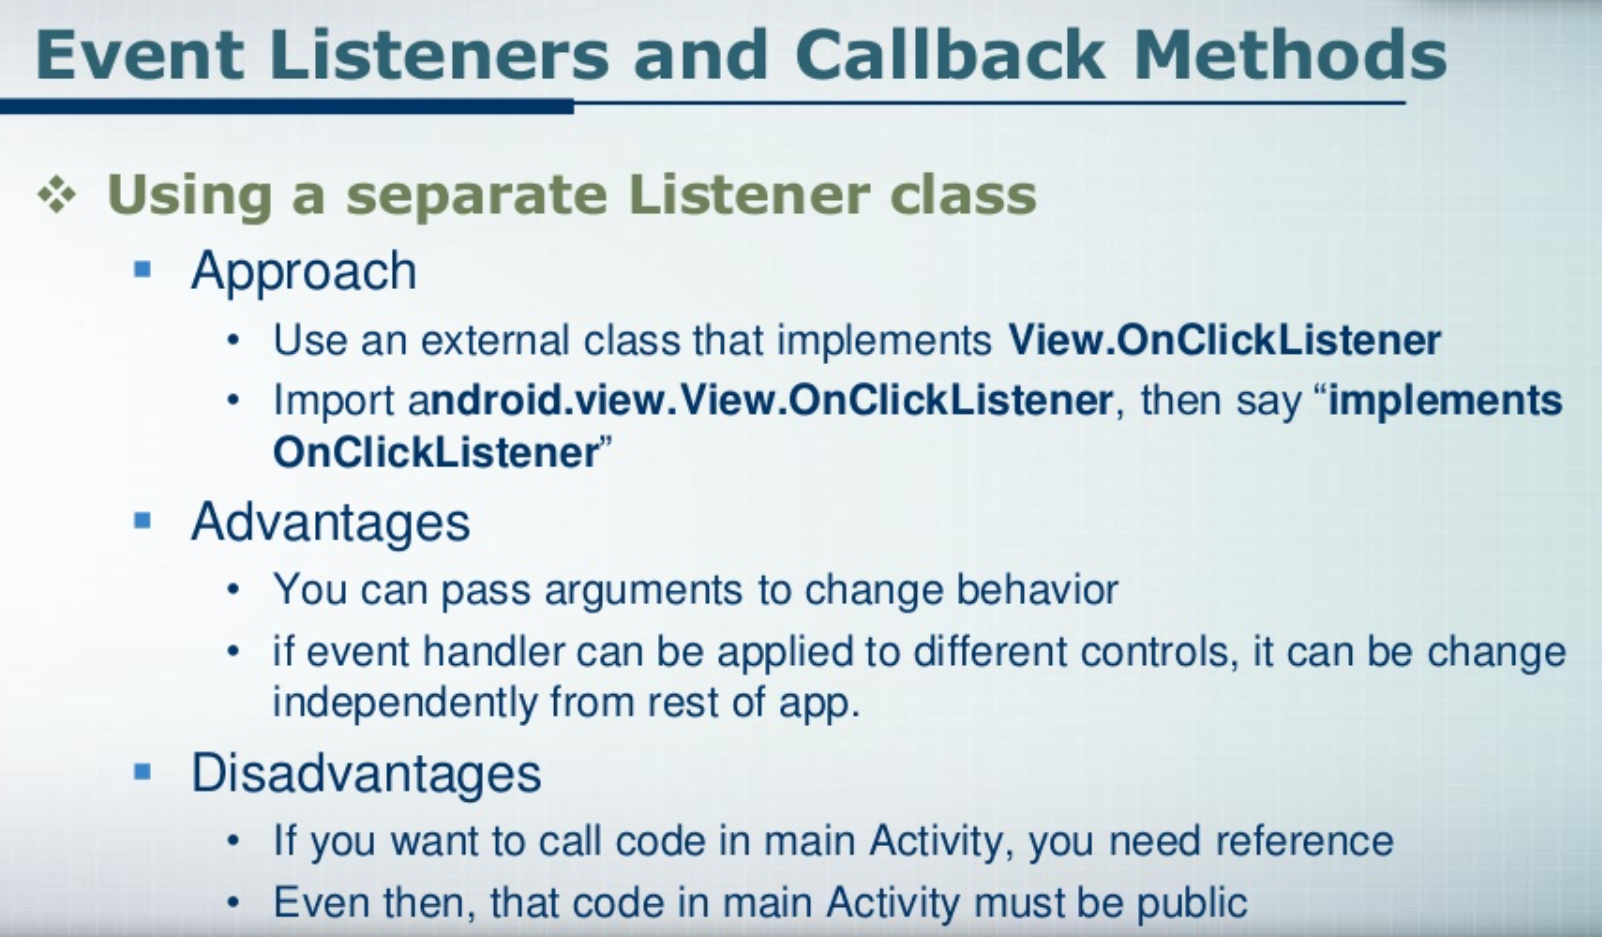 Event Listeners and Callback Methods
❖ Using a separate Listener class
▪ Approach
• Use an external class that implements View.OnClickListener
• Import android.view.View.OnClickListener, then say “implements
OnClickListener”
▪ Advantages
• You can pass arguments to change behavior
• if event handler can be applied to different controls, it can be change
independently from rest of app.
▪ Disadvantages
• If you want to call code in main Activity, you need reference
• Even then, that code in main Activity must be public